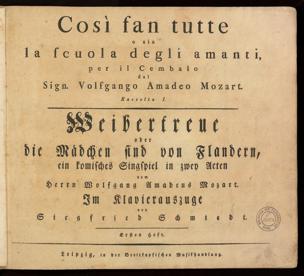 Così fan tutte
o sia
la scuola degli amanti,
per il Cembalo
dal
Sign. Volfgango Amadeo Mozart.
Raccolta I.
Weibertreue
oder
die Mädchen sind von Flandern,
ein komisches Singspiel in zwey Acten
vom
Herrn Wolfgang Amadeus Mozart.
Im Klavierauszuge
von
Siegfried Schmiedt.
Erstes Heft.
Leipzig, in der Breitkopfischen Musikhandlung.